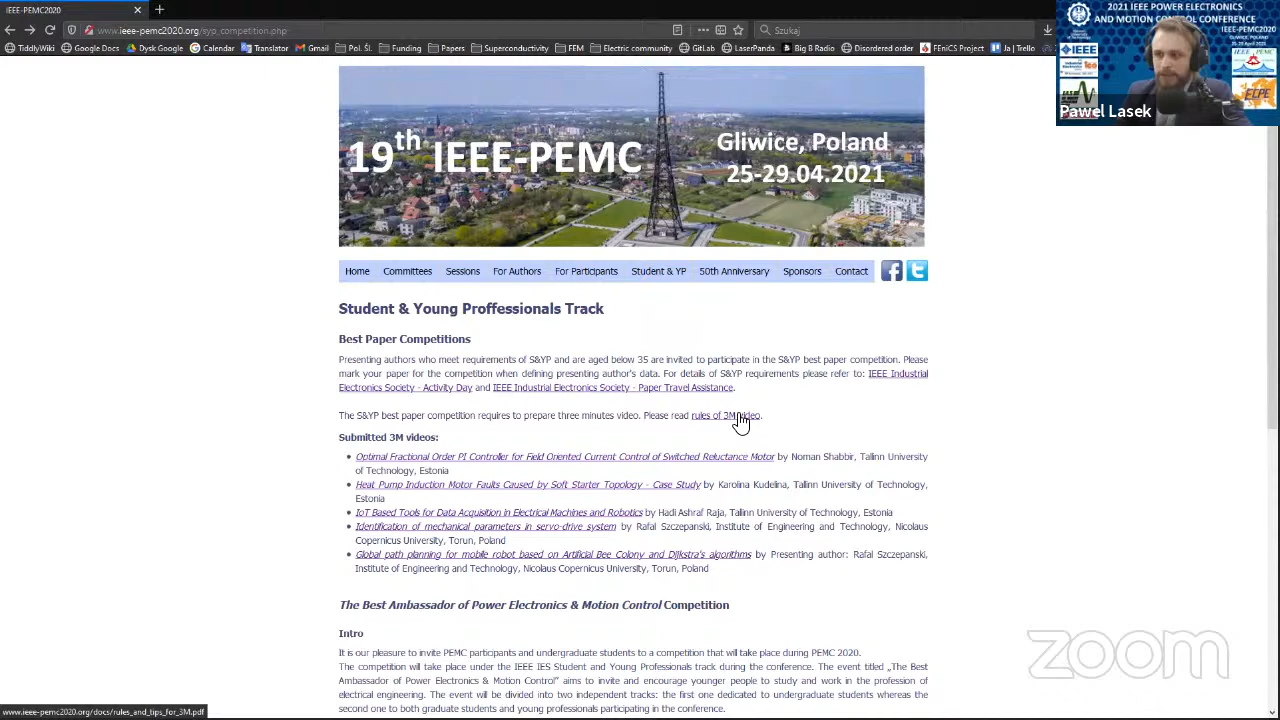 IEEE-PEMC2020
www.ieee-pemc2020.org/syp_competition.php
Szukaj
TiddlyWiki Google Docs Dysk Google Calendar Translator Gmail Pol_Sl Funding Papers Supercomputers SEM Electronic Community GitLab LaserPanda Disordered order FEniCS Project Ja | Trello
2021 IEEE POWER ELECTRONICS
AND MOTION CONTROL CONFERENCE
IEEE-PEMC2020
GLIWICE, POLAND
25-29 April 2021
IEEE
PEMC
ECPE
Pawel Lasek
19th IEEE-PEMC
Gliwice, Poland
25-29.04.2021
Home Committees Sessions For Authors For Participants Student & YP 50th Anniversary Sponsors Contact
Student & Young Proffessionals Track
Best Paper Competitions
Presenting authors who meet requirements of S&YP and are aged below 35 are invited to participate in the S&YP best paper competition. Please
mark your paper for the competition when defining presenting author's data. For details of S&YP requirements please refer to: IEEE Industrial
Electronics Society - Activity Day and IEEE Industrial Electronics Society - Paper Travel Assistance.
The S&YP best paper competition requires to prepare three minutes video. Please read rules of 3M video.
Submitted 3M videos:
Optimal Fractional Order PI Controller for Field Oriented Current Control of Switched Reluctance Motor by Noman Shabbir, Tallinn University
of Technology, Estonia
Heat Pump Induction Motor Faults Caused by Soft Starter Topology - Case Study by Karolina Kudelina, Tallinn University of Technology,
Estonia
IoT Based Tools for Data Acquisition in Electrical Machines and Robotics by Hadi Ashraf Raja, Tallinn University of Technology, Estonia
Identification of mechanical parameters in servo-drive system by Rafal Szczepanski, Institute of Engineering and Technology, Nicolaus
Copernicus University, Torun, Poland
Global path planning for mobile robot based on Artificial Bee Colony and Dijkstra's algorithms by Presenting author: Rafal Szczepanski,
Institute of Engineering and Technology, Nicolaus Copernicus University, Torun, Poland
The Best Ambassador of Power Electronics & Motion Control Competition
Intro
It is our pleasure to invite PEMC participants and undergraduate students to a competition that will take place during PEMC 2020.
The competition will take place under the IEEE IES Student and Young Professionals track during the conference. The event titled „The Best
Ambassador of Power Electronics & Motion Control” aims to invite and encourage younger people to study and work in the profession of
electrical engineering. The event will be divided into two independent tracks: the first one dedicated to undergraduate students whereas the
second one to both graduate students and young professionals participating in the conference.
zoom
www.ieee-pemc2020.org/docs/rules_and_tips_for_3M.pdf